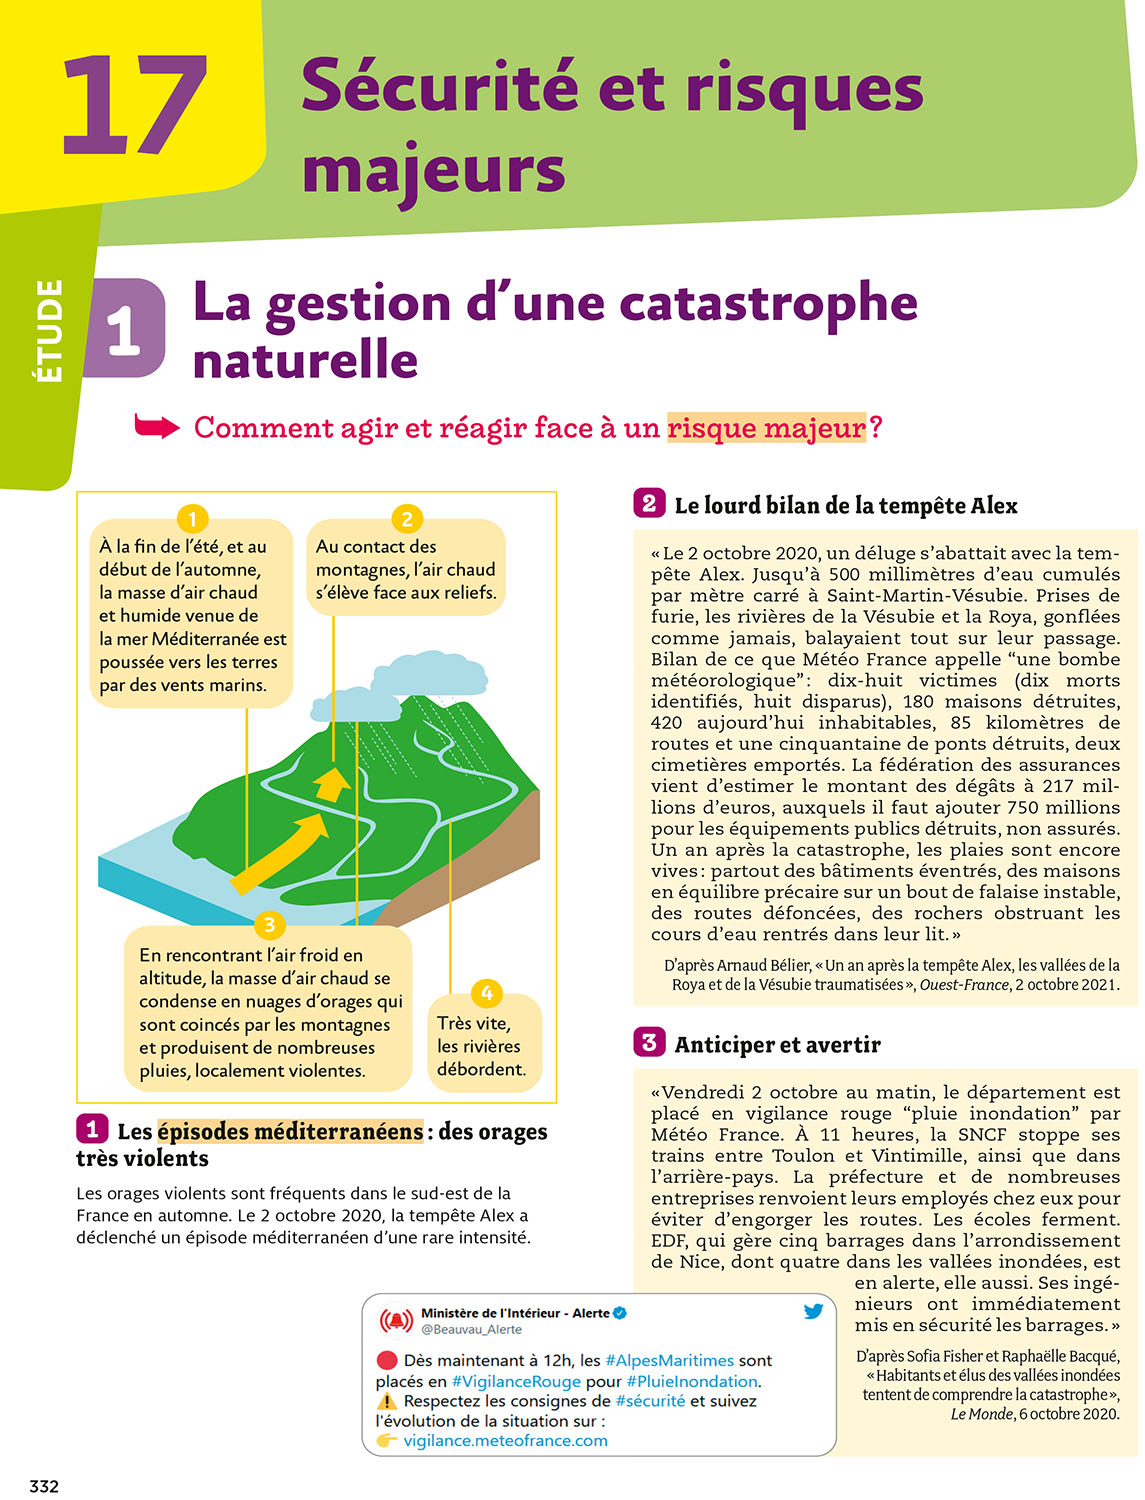 17
Sécurité et risques
majeurs
ÉTUDE
1
La gestion d’une catastrophe
naturelle
Comment agir et réagir face à un risque majeur ?
1
À la fin de l’été, et au
début de l’automne,
la masse d’air chaud
et humide venue de
la mer Méditerranée est
poussée vers les terres
par des vents marins.
2
Au contact des
montagnes, l’air chaud
s’élève face aux reliefs.
3
En rencontrant l’air froid en
altitude, la masse d’air chaud se
condense en nuages d’orages qui
sont coincés par les montagnes
et produisent de nombreuses
pluies, localement violentes.
4
Très vite,
les rivières
débordent.
1 Les épisodes méditerranéens : des orages
très violents
Les orages violents sont fréquents dans le sud-est de la
France en automne. Le 2 octobre 2020, la tempête Alex a
déclenché un épisode méditerranéen d’une rare intensité.
2 Le lourd bilan de la tempête Alex
« Le 2 octobre 2020, un déluge s’abattait avec la tem-
pête Alex. Jusqu’à 500 millimètres d’eau cumulés
par mètre carré à Saint-Martin-Vésubie. Prises de
furie, les rivières de la Vésubie et la Roya, gonflées
comme jamais, balayaient tout sur leur passage.
Bilan de ce que Météo France appelle “une bombe
météorologique” : dix-huit victimes (dix morts
identifiés, huit disparus), 180 maisons détruites,
420 aujourd’hui inhabitables, 85 kilomètres de
routes et une cinquantaine de ponts détruits, deux
cimetières emportés. La fédération des assurances
vient d’estimer le montant des dégâts à 217 mil-
lions d’euros, auxquels il faut ajouter 750 millions
pour les équipements publics détruits, non assurés.
Un an après la catastrophe, les plaies sont encore
vives : partout des bâtiments éventrés, des maisons
en équilibre précaire sur un bout de falaise instable,
des routes défoncées, des rochers obstruant les
cours d’eau rentrés dans leur lit. »
D’après Arnaud Bélier, « Un an après la tempête Alex, les vallées de la
Roya et de la Vésubie traumatisées », Ouest-France, 2 octobre 2021.
3 Anticiper et avertir
« Vendredi 2 octobre au matin, le département est
placé en vigilance rouge “pluie inondation” par
Météo France. À 11 heures, la SNCF stoppe ses
trains entre Toulon et Vintimille, ainsi que dans
l’arrière-pays. La préfecture et de nombreuses
entreprises renvoient leurs employés chez eux pour
éviter d’engorger les routes. Les écoles ferment.
EDF, qui gère cinq barrages dans l’arrondissement
de Nice, dont quatre dans les vallées inondées, est
en alerte, elle aussi. Ses ingé-
nieurs ont immédiatement
mis en sécurité les barrages. »
D’après Sofia Fisher et Raphaëlle Bacqué,
« Habitants et élus des vallées inondées
tentent de comprendre la catastrophe »,
Le Monde, 6 octobre 2020.
Ministère de l'Intérieur - Alerte
@Beauvau_Alerte
Dès maintenant à 12h, les #AlpesMaritimes sont
placés en #VigilanceRouge pour #PluieInondation.
Respectez les consignes de #sécurité et suivez
l'évolution de la situation sur :
vigilance.meteofrance.com
332